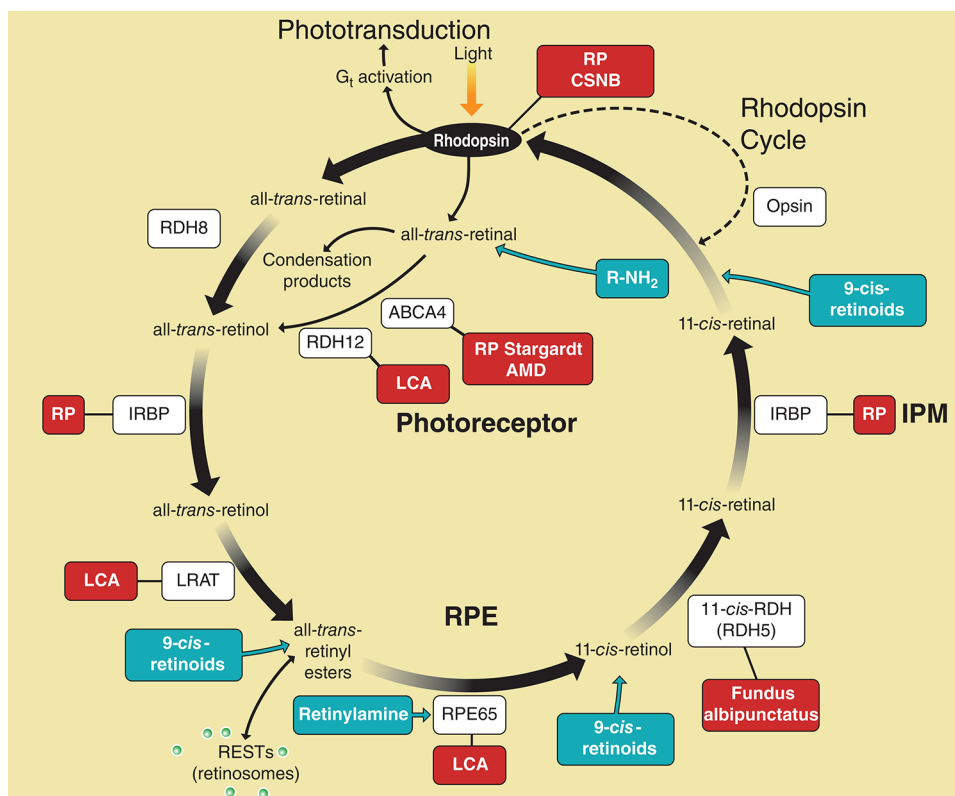 Phototransduction
Light
Gt activation
RP
CSNB
Rhodopsin
Rhodopsin
Cycle
Opsin
all-trans-retinal
RDH8
all-trans-retinal
Condensation
products
R-NH2
9-cis-
retinoids
all-trans-retinol
ABCA4
RDH12
RP Stargardt
AMD
LCA
11-cis-retinal
RP
IRBP
Photoreceptor
IRBP
RP
IPM
all-trans-retinol
11-cis-retinal
LCA
LRAT
RPE
11-cis-RDH
(RDH5)
all-trans-
retinyl
esters
9-cis-
retinoids
11-cis-retinol
Fundus
albipunctatus
Retinylamine
RPE65
9-cis-
retinoids
LCA
RESTs
(retinosomes)